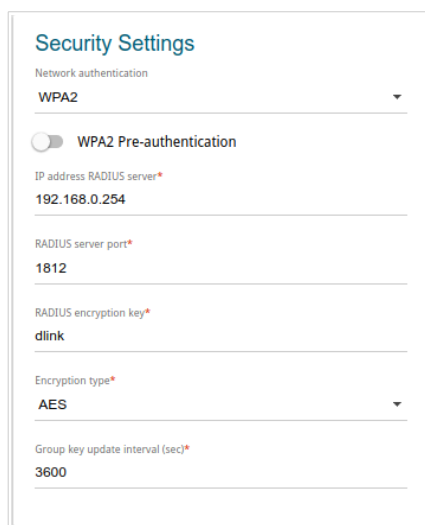 Security Settings
Network authentication
WPA2
WPA2 Pre-authentication
IP address RADIUS server*
192.168.0.254
RADIUS server port*
1812
RADIUS encryption key*
dlink
Encryption type*
AES
Group key update interval (sec)*
3600